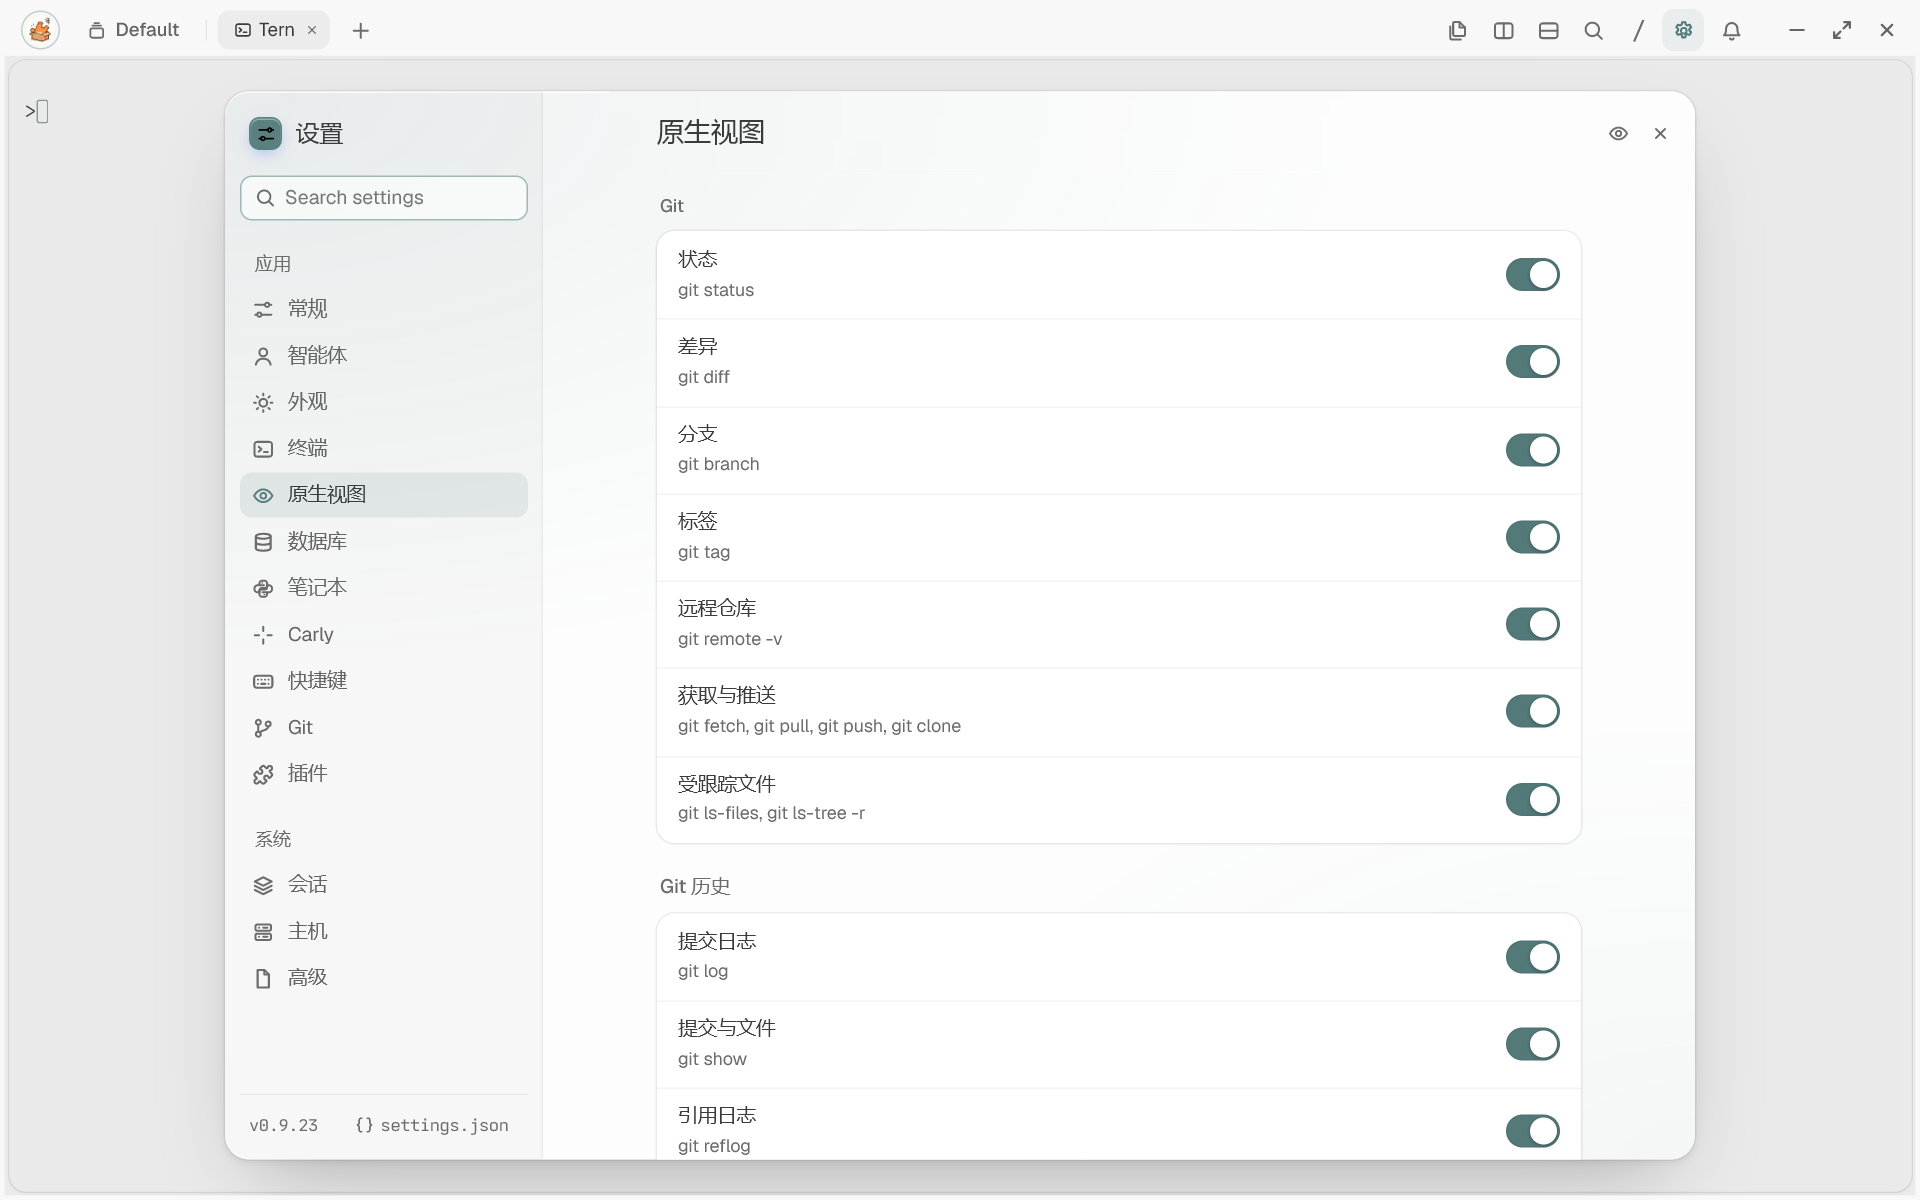 Default
Tern
>
设置
Search settings
应用
常规
智能体
外观
终端
原生视图
数据库
笔记本
Carly
快捷键
Git
插件
系统
会话
主机
高级
v0.9.23
{} settings.json
原生视图
Git
状态
git status
差异
git diff
分支
git branch
标签
git tag
远程仓库
git remote -v
获取与推送
git fetch, git pull, git push, git clone
受跟踪文件
git ls-files, git ls-tree -r
Git 历史
提交日志
git log
提交与文件
git show
引用日志
git reflog